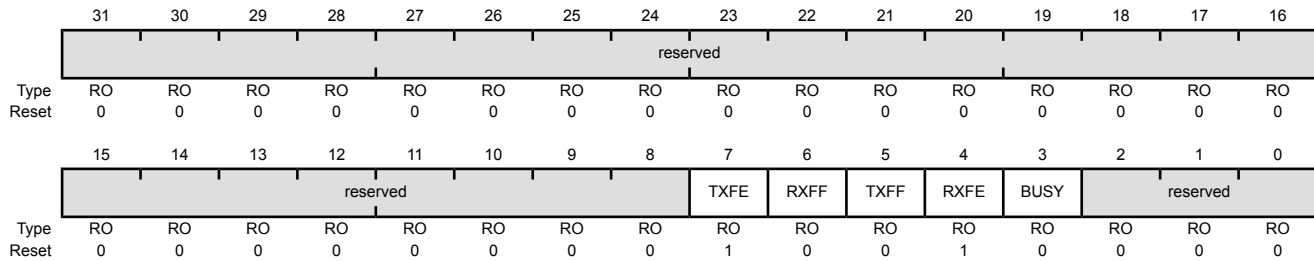 31 30 29 28 27 26 25 24 23 22 21 20 19 18 17 16
reserved
Type RO RO RO RO RO RO RO RO RO RO RO RO RO RO RO RO
Reset 0 0 0 0 0 0 0 0 0 0 0 0 0 0 0 0
15 14 13 12 11 10 9 8 7 6 5 4 3 2 1 0
reserved TXFE RXFF TXFF RXFE BUSY reserved
Type RO RO RO RO RO RO RO RO RO RO RO RO RO RO RO RO
Reset 0 0 0 0 0 0 0 0 1 0 0 1 0 0 0 0